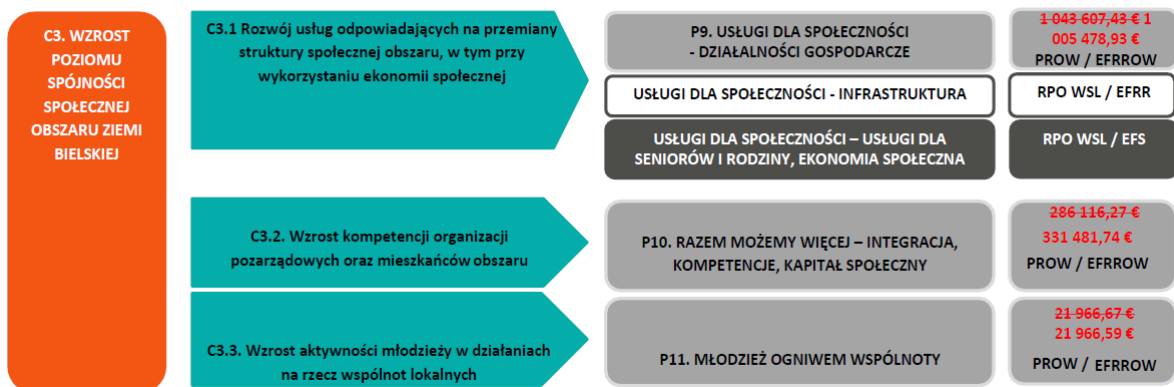 C3. WZROST
POZIOMU
SPÓJNOŚCI
SPOŁECZNEJ
OBSZARU ZIEMI
BIELSKIEJ
C3.1 Rozwój usług odpowiadających na przemiany
struktury społecznej obszaru, w tym przy
wykorzystaniu ekonomii społecznej
P9. USŁUGI DLA SPOŁECZNOŚCI
- DZIAŁALNOŚCI GOSPODARCZE
1 043 607,43 € 1
005 478,93 €
PROW / EFRROW
USŁUGI DLA SPOŁECZNOŚCI - INFRASTRUKTURA
RPO WSL / EFRR
USŁUGI DLA SPOŁECZNOŚCI – USŁUGI DLA
SENIORÓW I RODZINY, EKONOMIA SPOŁECZNA
RPO WSL / EFS
C3.2. Wzrost kompetencji organizacji
pozarządowych oraz mieszkańców obszaru
P10. RAZEM MOŻEMY WIĘCEJ – INTEGRACJA,
KOMPETENCJE, KAPITAŁ SPOŁECZNY
286 116,27 €
331 481,74 €
PROW / EFRROW
C3.3. Wzrost aktywności młodzieży w działaniach
na rzecz wspólnot lokalnych
P11. MŁODZIEŻ OGNIWEM WSPÓLNOTY
21 966,67 €
21 966,59 €
PROW / EFRROW